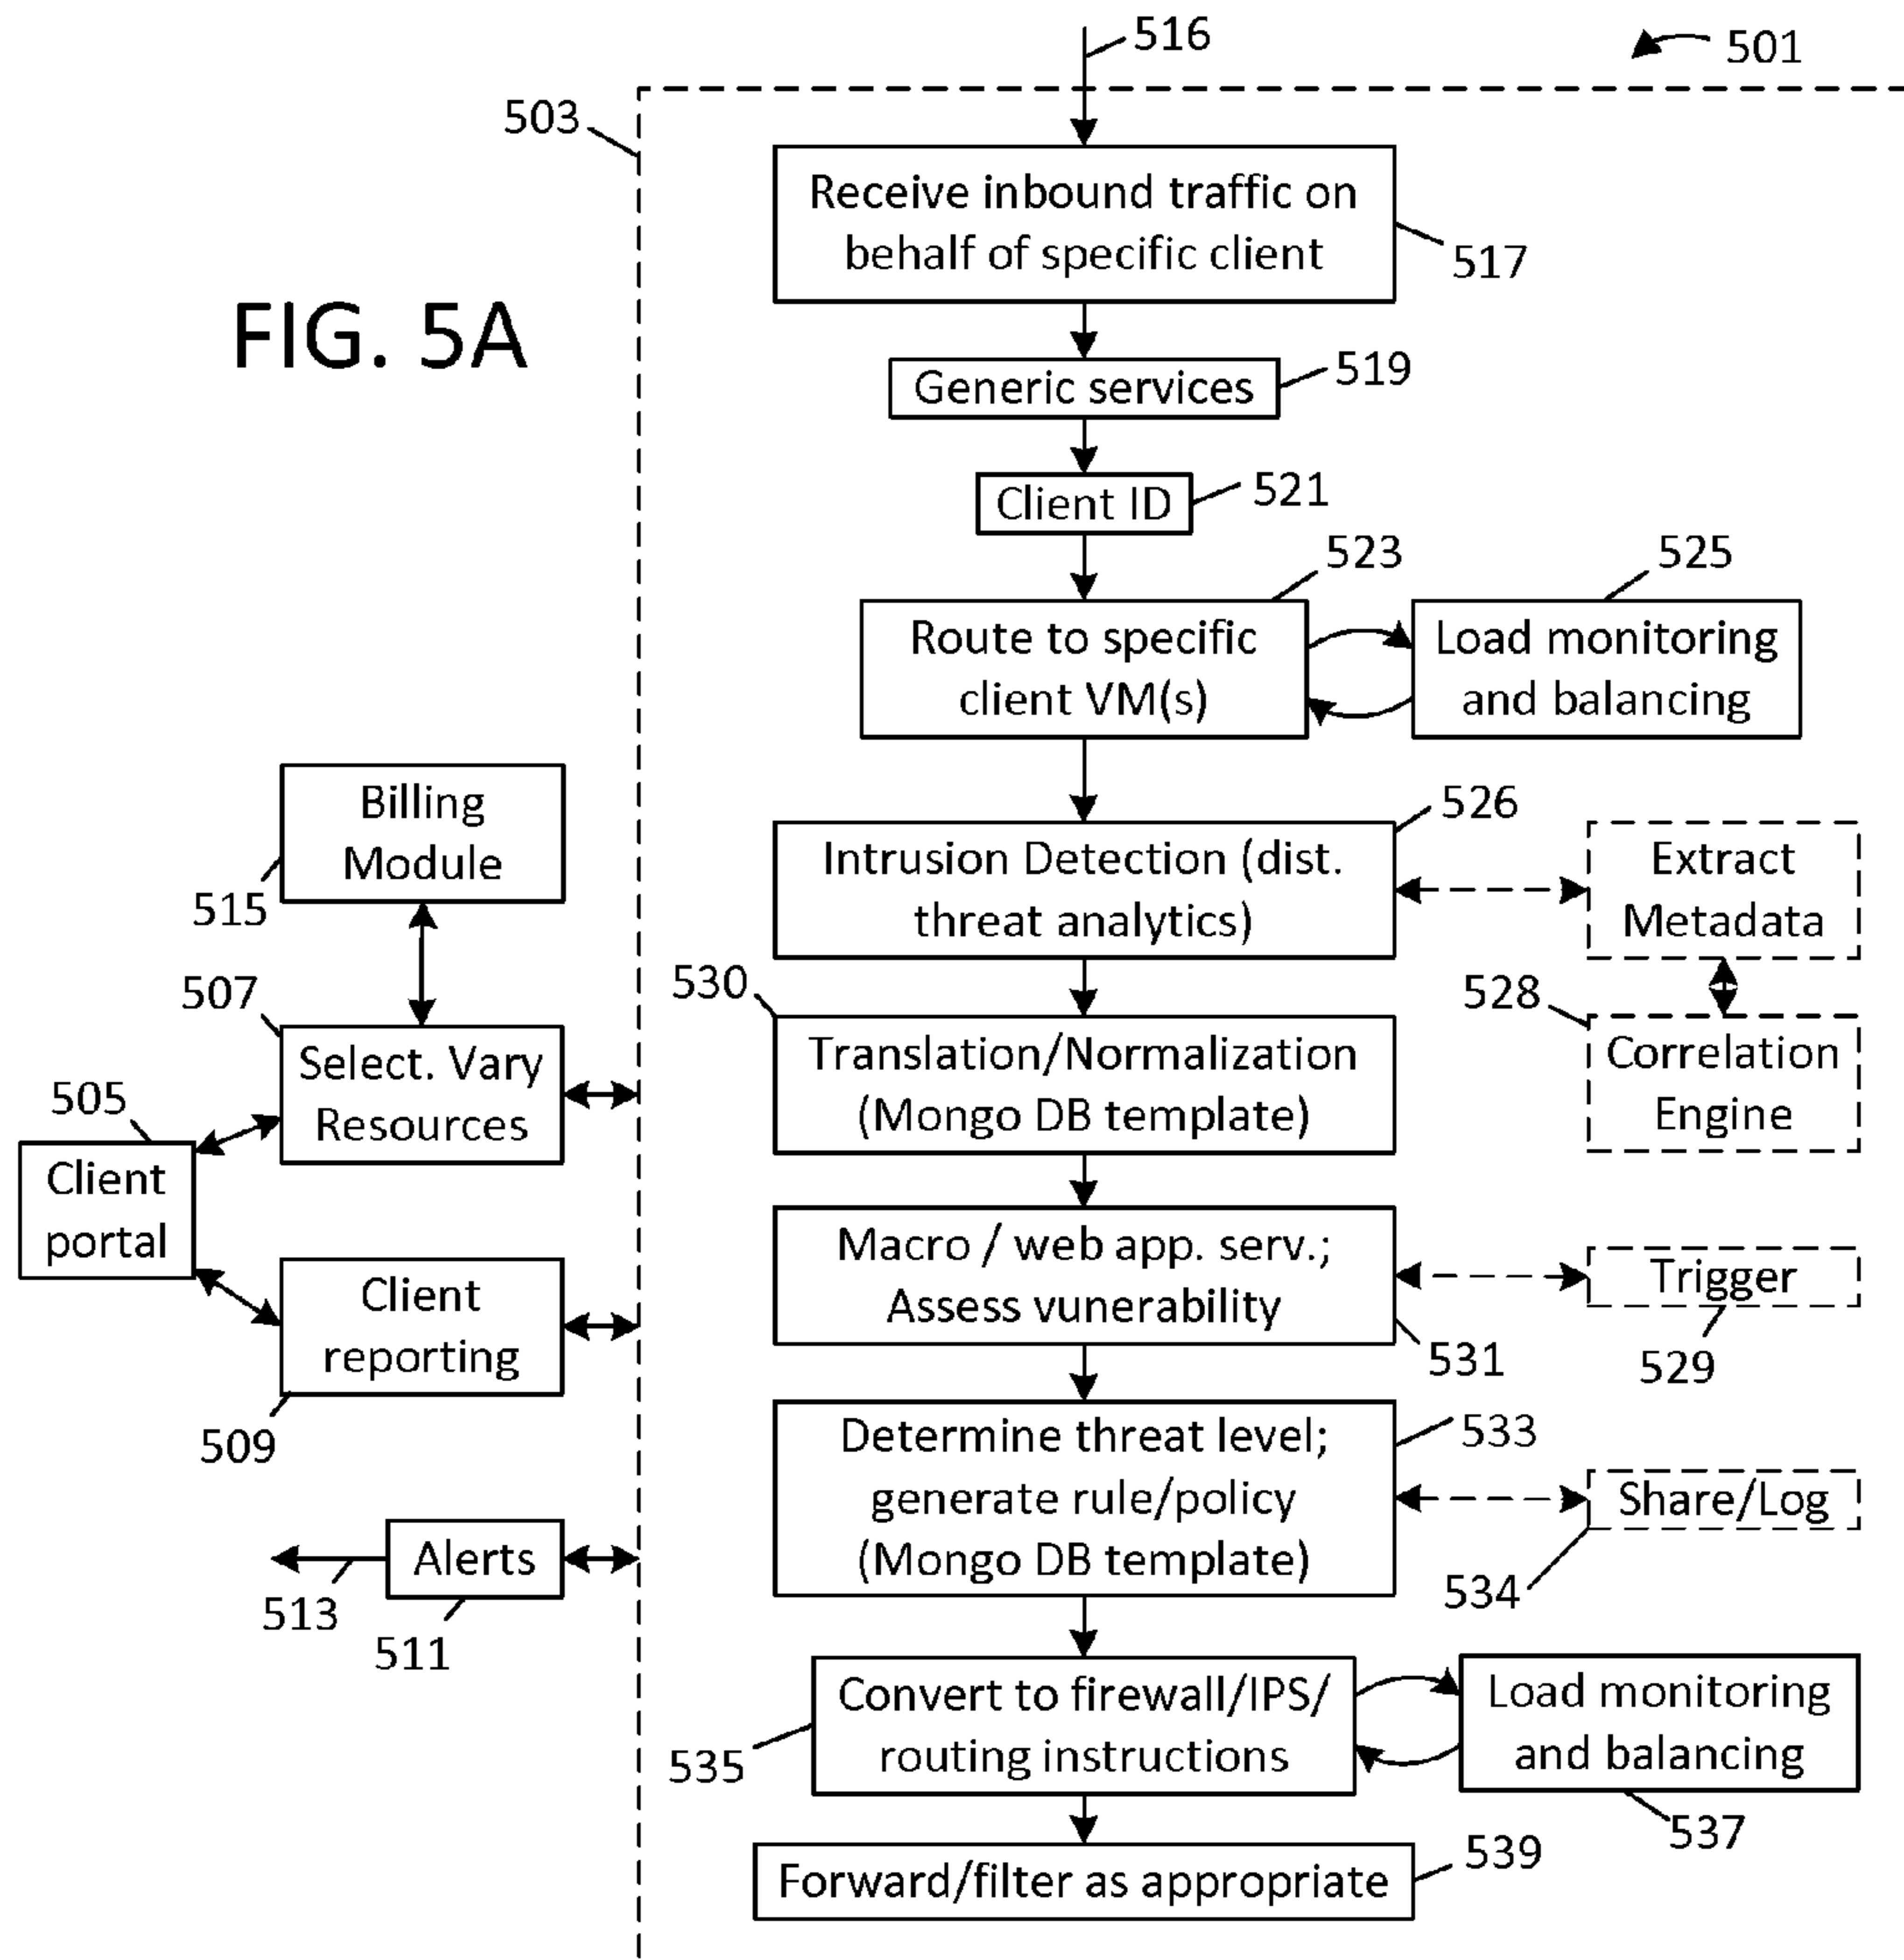 516
501
503
Receive inbound traffic on
behalf of specific client
517
FIG. 5A
Generic services
519
Client ID
521
523
525
Route to specific
client VM(s)
Load monitoring
and balancing
Billing
Module
515
526
Intrusion Detection (dist.
threat analytics)
Extract
Metadata
507
530
528
Select. Vary
Resources
Translation/Normalization
(Mongo DB template)
Correlation
Engine
505
Client
portal
Macro / web app. serv.;
Assess vunerability
Trigger
531
529
Client
reporting
509
Determine threat level;
generate rule/policy
(Mongo DB template)
533
Share/Log
534
Alerts
513
511
Convert to firewall/IPS/
routing instructions
535
Load monitoring
and balancing
537
Forward/filter as appropriate
539